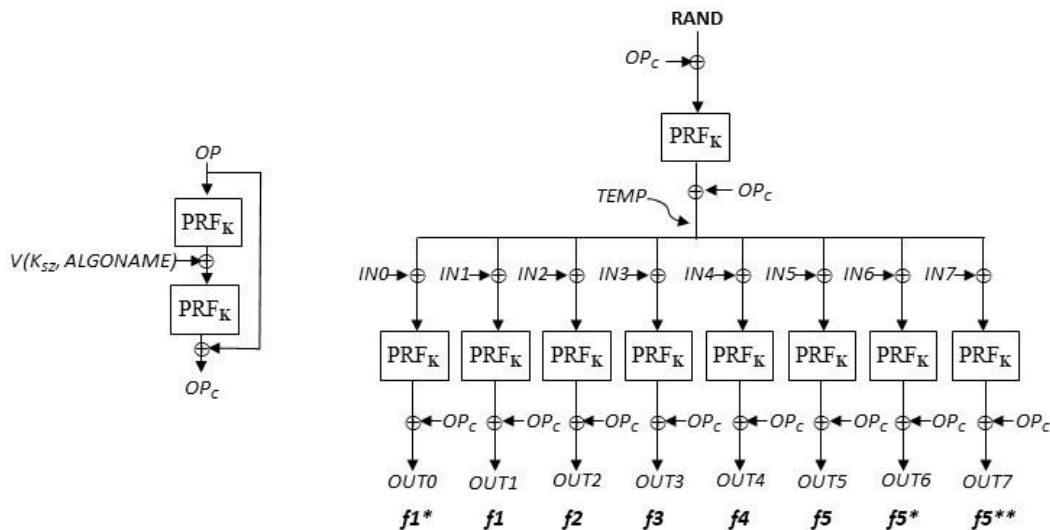 OP
PRFK
V(KSZ, ALGONAME)
PRFK
OPC
RAND
OPC
PRFK
OPC
TEMP
IN0 IN1 IN2 IN3 IN4 IN5 IN6 IN7
PRFK PRFK PRFK PRFK PRFK PRFK PRFK PRFK
OPC OPC OPC OPC OPC OPC OPC OPC
OUT0 OUT1 OUT2 OUT3 OUT4 OUT5 OUT6 OUT7
f1* f1 f2 f3 f4 f5 f5* f5**